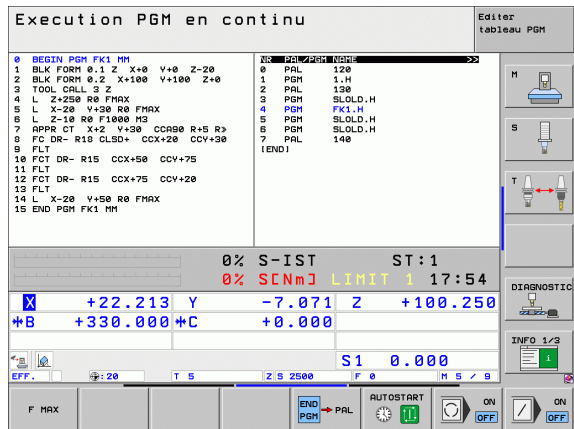 Execution PGM en continu
Editer
tableau PGM
0 BEGIN PGM FK1 MM
1 BLK FORM 0.1 Z X+0 Y+0 Z-20
2 BLK FORM 0.2 X+100 Y+100 Z+0
3 TOOL CALL 3 Z
4 L Z+250 R0 FMAX
5 L X-20 Y+30 R0 FMAX
6 L Z-10 R0 F1000 M3
7 APPR CT X+2 Y+30 CCA90 R+5 R»
8 FC DR- R18 CLSD+ CCX+20 CCY+30
9 FLT
10 FCT DR- R15 CCX+50 CCY+75
11 FLT
12 FCT DR- R15 CCX+75 CCY+20
13 FLT
14 L X-20 Y+50 R0 FMAX
15 END PGM FK1 MM
NR PAL/PGM NAME >>
0 PAL 120
1 PGM 1.H
2 PAL 130
3 PGM SLOLD.H
4 PGM FK1.H
5 PGM SLOLD.H
6 PGM SLOLD.H
7 PAL 140
[END]
M
S
T
DIAGNOSTIC
INFO 1/3
0% S-IST ST:1
0% S[Nm] LIMIT 1 17:54
X +22.213 Y -7.071 Z +100.250
B +330.000 C +0.000
S1 0.000
EFF. : 20 T 5 Z S 2500 F 0 M 5 / 9
F MAX
END PGM → PAL
AUTOSTART
ON
OFF
ON
OFF